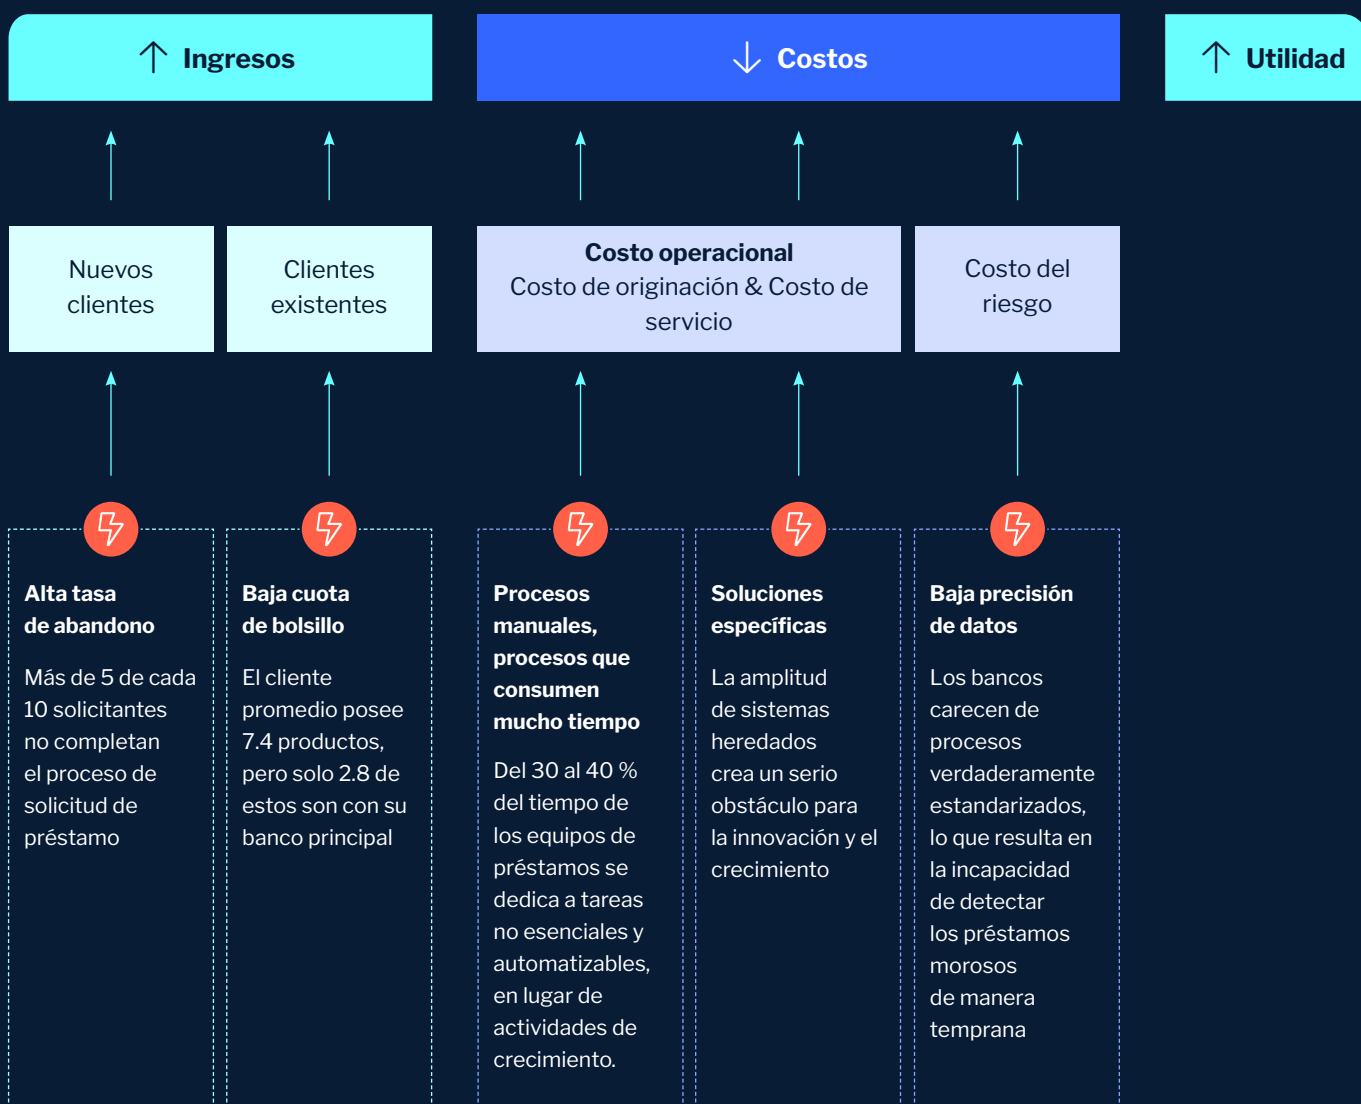 Ingresos
Costos
Utilidad
Nuevos
clientes
Clientes
existentes
Costo operacional
Costo de originación & Costo de
servicio
Costo del
riesgo
Alta tasa
de abandono
Más de 5 de cada
10 solicitantes
no completan
el proceso de
solicitud de
préstamo
Baja cuota
de bolsillo
El cliente
promedio posee
7.4 productos,
pero solo 2.8 de
estos son con su
banco principal
Procesos
manuales,
procesos que
consumen
mucho tiempo
Del 30 al 40 %
del tiempo de
los equipos de
préstamos se
dedica a tareas
no esenciales y
automatizables,
en lugar de
actividades de
crecimiento.
Soluciones
específicas
La amplitud
de sistemas
heredados
crea un serio
obstáculo para
la innovación y el
crecimiento
Baja precisión
de datos
Los bancos
carecen de
procesos
verdaderamente
estandarizados,
lo que resulta en
la incapacidad
de detectar
los préstamos
morosos
de manera
temprana